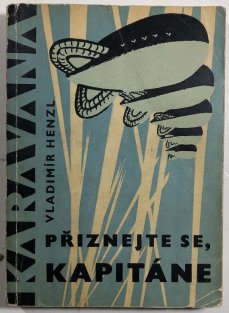 KARAVANA
VLADIMÍR HENZL
PŘIZNEJTE SE,
KAPITÁNE